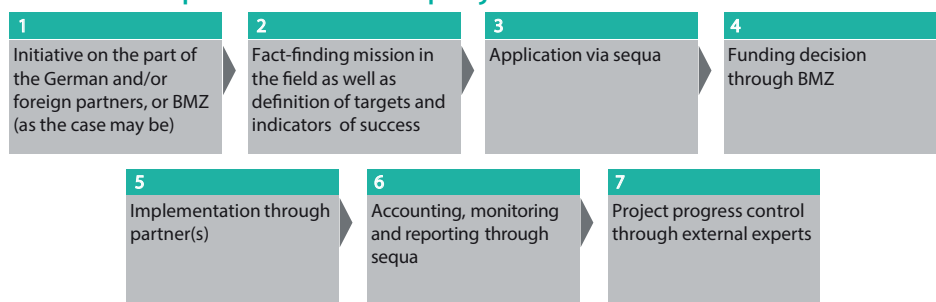 1
Initiative on the part of
the German and/or
foreign partners, or BMZ
(as the case may be)
2
Fact-finding mission in
the field as well as
definition of targets and
indicators of success
3
Application via sequa
4
Funding decision
through BMZ
5
Implementation through
partner(s)
6
Accounting, monitoring
and reporting through
sequa
7
Project progress control
through external experts